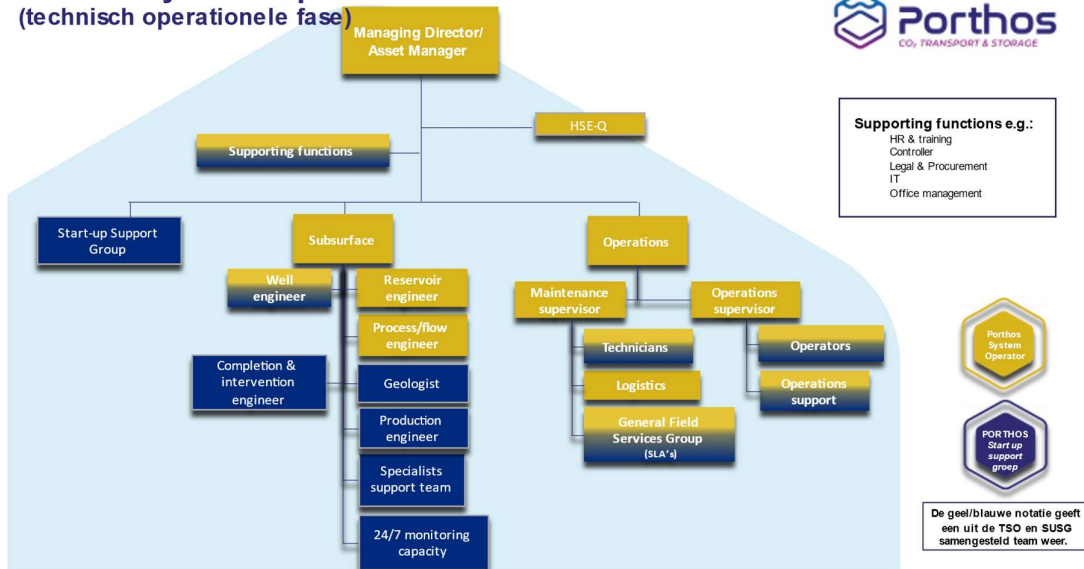 (technisch operationele fase)
Managing Director/
Asset Manager
Porthos
CO₂ TRANSPORT & STORAGE
HSE-Q
Supporting functions
Supporting functions e.g.:
HR & training
Controller
Legal & Procurement
IT
Office management
Start-up Support
Group
Subsurface
Operations
Well
engineer
Reservoir
engineer
Process/flow
engineer
Completion &
intervention
engineer
Geologist
Production
engineer
Specialists
support team
24/7 monitoring
capacity
Maintenance
supervisor
Operations
supervisor
Technicians
Logistics
General Field
Services Group
(SLA's)
Operators
Operations
support
Porthos
System
Operator
PORTHOS
Start up
support
groep
De geel/blauwe notatie geeft
een uit de TSO en SUSG
samengesteld team weer.